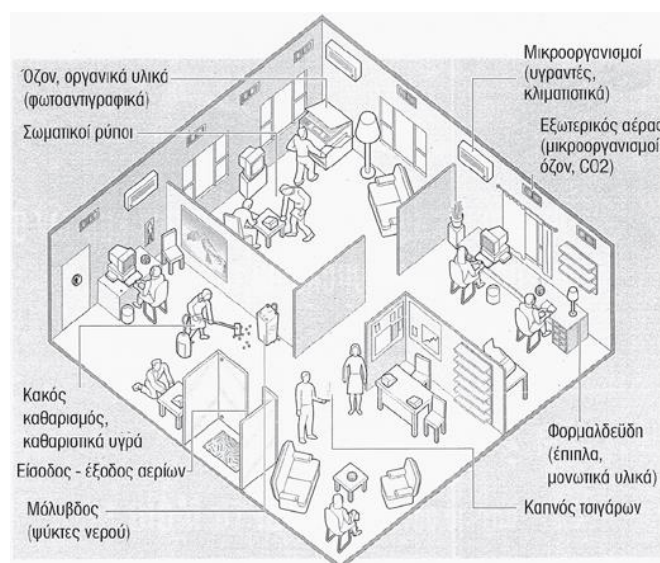 Όζον, οργανικά υλικά
(φωτοαντιγραφικά)
Σωματικοί ρύποι
Μικροοργανισμοί
(υγραντές,
κλιματιστικά)
Εξωτερικός αέρας
(μικροοργανισμοί
όζον, CO2)
Κακός
καθαρισμός,
καθαριστικά υγρά
Είσοδος - έξοδος αερίων
Μόλυβδος
(ψύκτες νερού)
Φορμαλδεΰδη
(έπιπλα,
μονωτικά υλικά)
Καπνός τσιγάρων